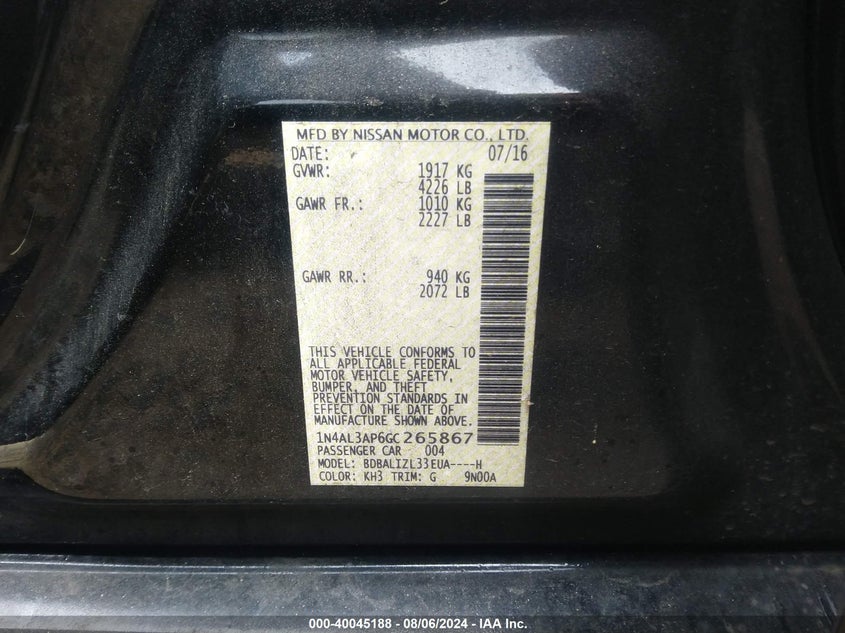 MFD BY NISSAN MOTOR CO., LTD.
DATE: 07/16
GVWR: 1917 KG
4226 LB
GAWR FR.: 1010 KG
2227 LB
GAWR RR.: 940 KG
2072 LB
THIS VEHICLE CONFORMS TO
ALL APPLICABLE FEDERAL
MOTOR VEHICLE SAFETY,
BUMPER, AND THEFT
PREVENTION STANDARDS IN
EFFECT ON THE DATE OF
MANUFACTURE SHOWN ABOVE.
1N4AL3AP6GC265867
PASSENGER CAR 004
MODEL: BDBALIZL33EUA----H
COLOR: KH3 TRIM: G 9N00A
000-40045188 - 08/06/2024 - IAA Inc.